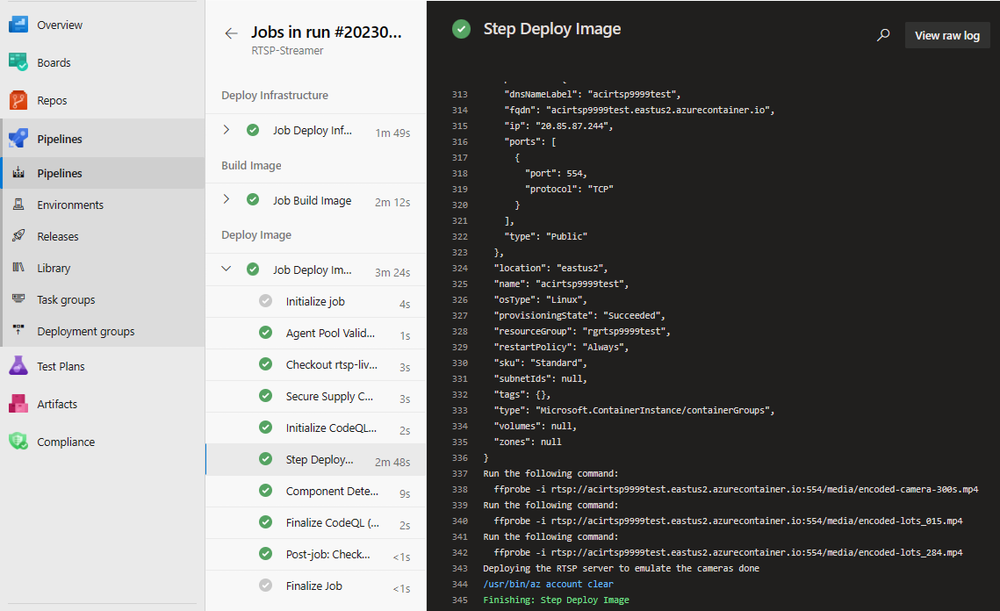 Overview
Boards
Repos
Pipelines
Pipelines
Environments
Releases
Library
Task groups
Deployment groups
Test Plans
Artifacts
Compliance
Jobs in run #20230...
RTSP-Streamer
Deploy Infrastructure
Job Deploy Inf... 1m 49s
Build Image
Job Build Image 2m 12s
Deploy Image
Job Deploy Im... 3m 24s
Initialize job 4s
Agent Pool Valid... 1s
Checkout rtsp-liv... 3s
Secure Supply C... 3s
Initialize CodeQL... 2s
Step Deploy... 2m 48s
Component Dete... 9s
Finalize CodeQL (... 2s
Post-job: Check... <1s
Finalize Job <1s
Step Deploy Image
View raw log
313 "dnsNameLabel": "acirtsp9999test",
314 "fqdn": "acirtsp9999test.eastus2.azurecontainer.io",
315 "ip": "20.85.87.244",
316 "ports": [
317 {
318 "port": 554,
319 "protocol": "TCP"
320 }
321 ],
322 "type": "Public"
323 },
324 "location": "eastus2",
325 "name": "acirtsp9999test",
326 "osType": "Linux",
327 "provisioningState": "Succeeded",
328 "resourceGroup": "rgrtsp9999test",
329 "restartPolicy": "Always",
330 "sku": "Standard",
331 "subnetIds": null,
332 "tags": {},
333 "type": "Microsoft.ContainerInstance/containerGroups",
334 "volumes": null,
335 "zones": null
336 }
337 Run the following command:
338 ffprobe -i rtsp://acirtsp9999test.eastus2.azurecontainer.io:554/media/encoded-camera-300s.mp4
339 Run the following command:
340 ffprobe -i rtsp://acirtsp9999test.eastus2.azurecontainer.io:554/media/encoded-lots_015.mp4
341 Run the following command:
342 ffprobe -i rtsp://acirtsp9999test.eastus2.azurecontainer.io:554/media/encoded-lots_284.mp4
343 Deploying the RTSP server to emulate the cameras done
344 /usr/bin/az account clear
345 Finishing: Step Deploy Image